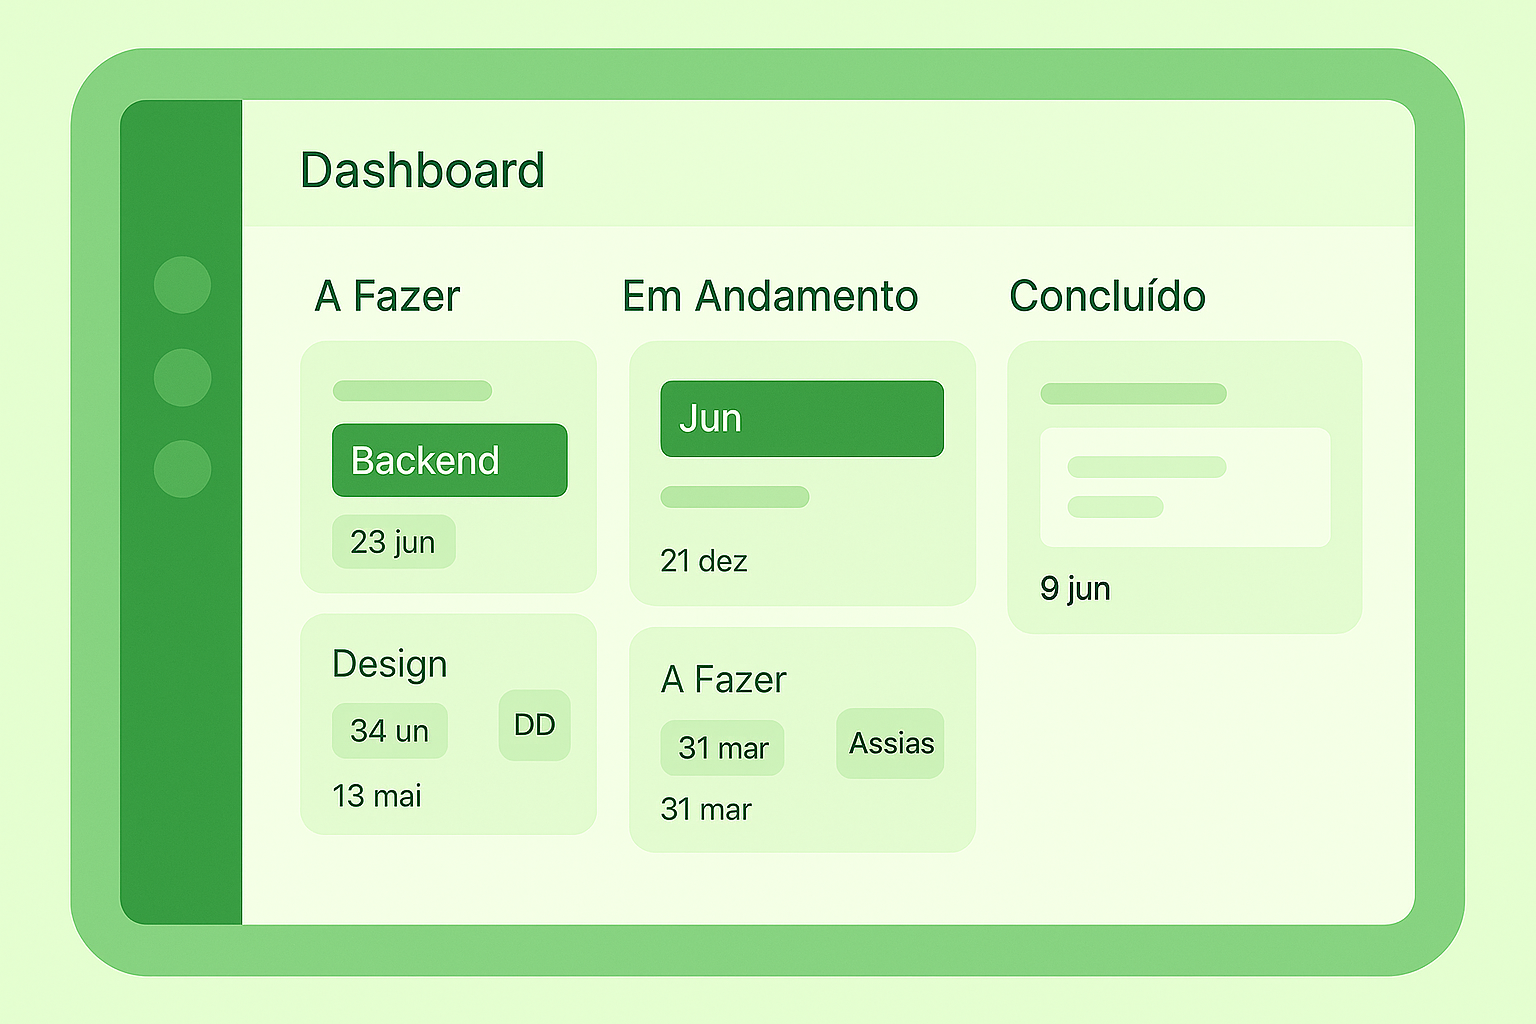 Dashboard
A Fazer
Backend
23 jun
Design
34 un
DD
13 mai
Em Andamento
Jun
21 dez
A Fazer
31 mar
Assias
31 mar
Concluído
9 jun